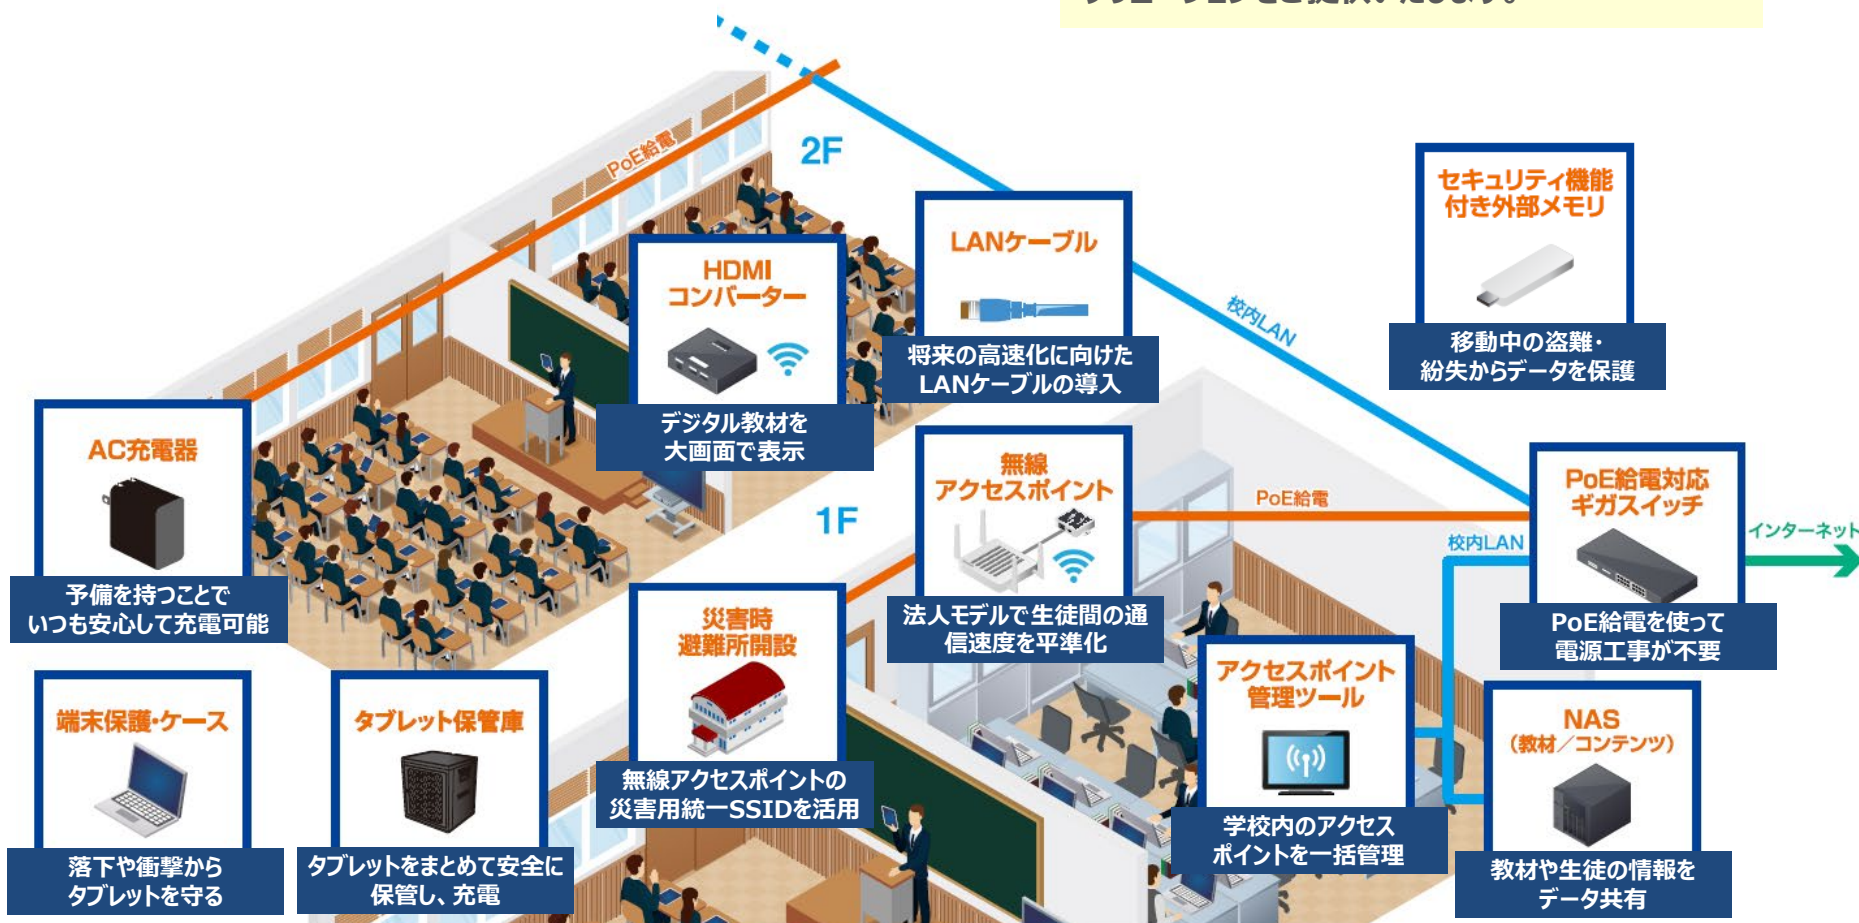 2F
PoE給電
セキュリティ機能
付き外部メモリ
移動中の盗難・
紛失からデータを保護
LANケーブル
将来の高速化に向けた
LANケーブルの導入
HDMI
コンバーター
デジタル教材を
大画面で表示
校内LAN
AC充電器
予備を持つことで
いつも安心して充電可能
1F
無線
アクセスポイント
法人モデルで生徒間の通
信速度を平準化
PoE給電
校内LAN
PoE給電対応
ギガスイッチ
PoE給電を使って
電源工事が不要
インターネット
災害時
避難所開設
無線アクセスポイントの
災害用統一SSIDを活用
アクセスポイント
管理ツール
学校内のアクセス
ポイントを一括管理
端末保護・ケース
落下や衝撃から
タブレットを守る
タブレット保管庫
タブレットをまとめて安全に
保管し、充電
NAS
（教材／コンテンツ）
教材や生徒の情報を
データ共有